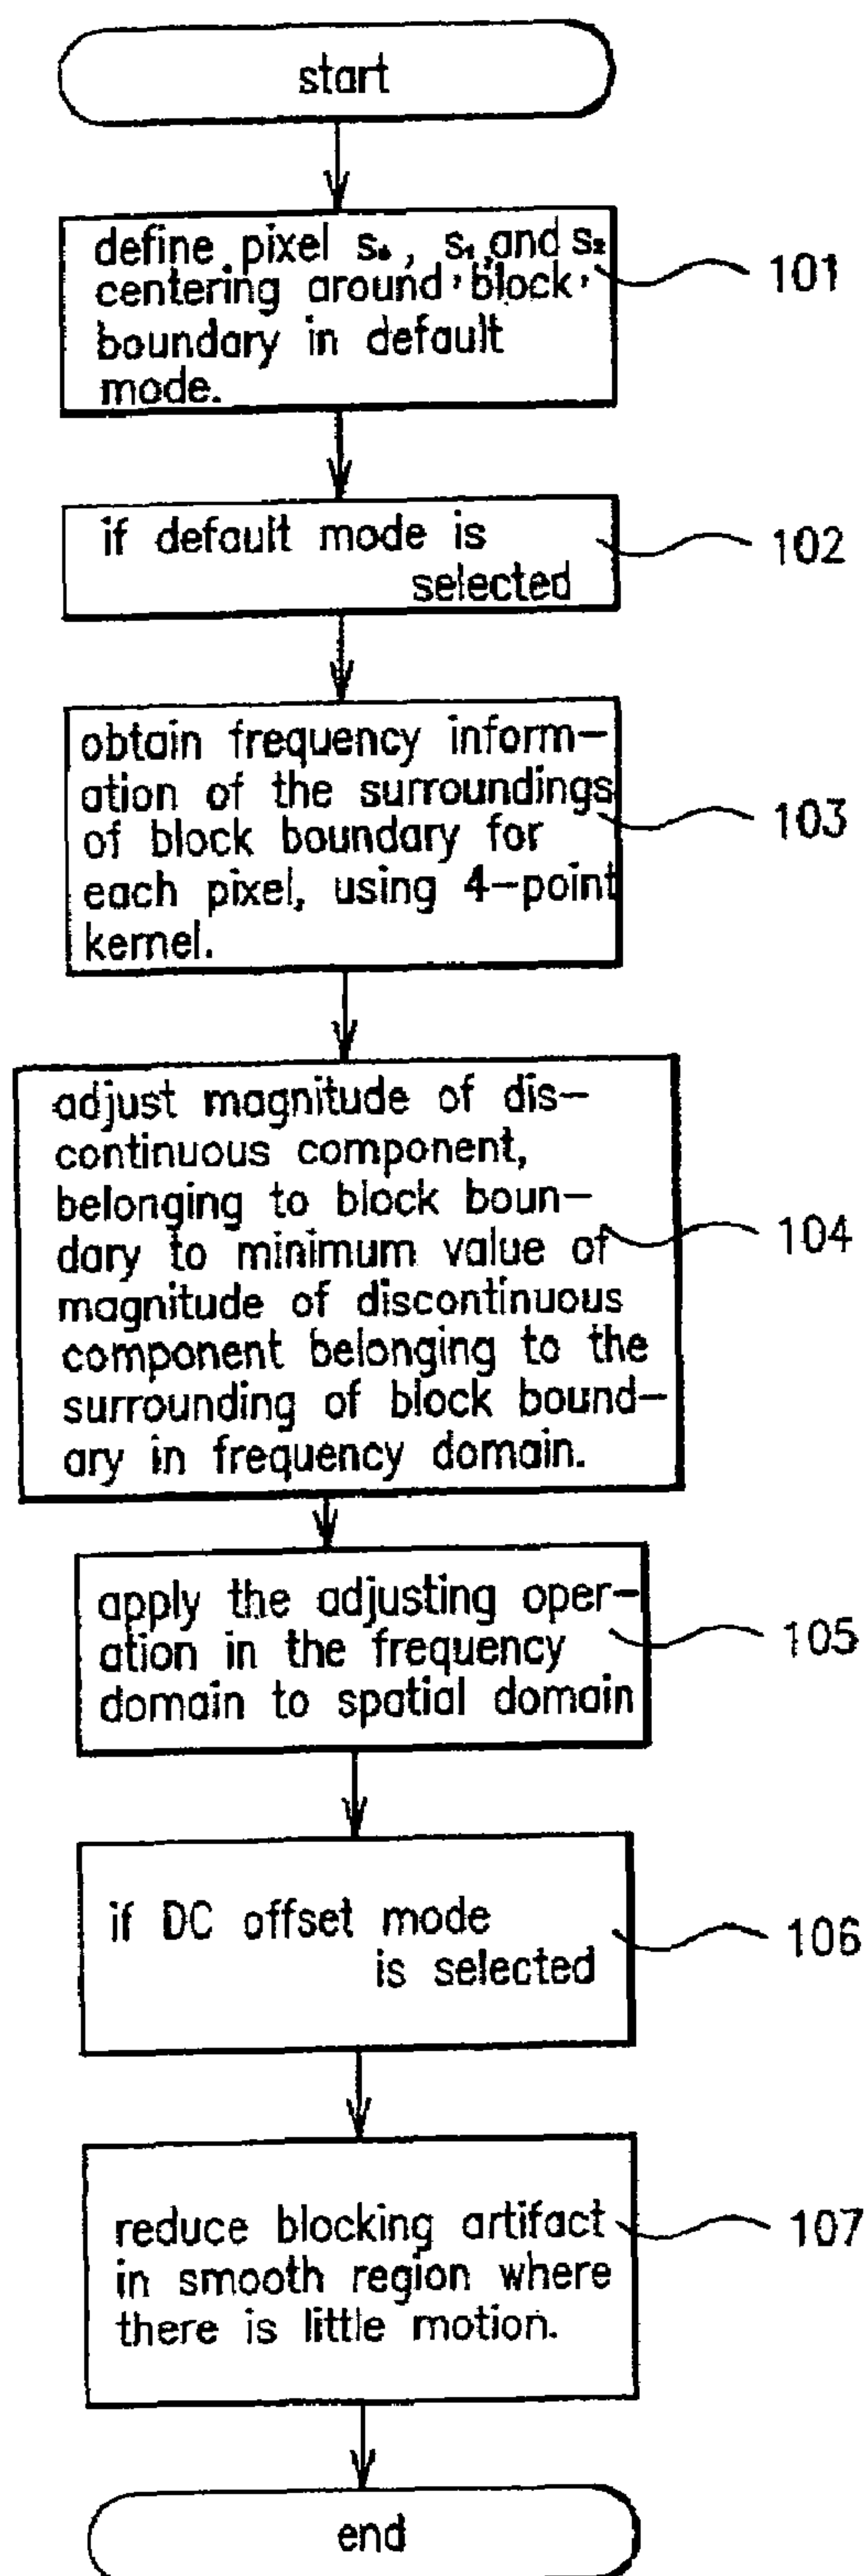 start
define pixel s₀, s₁, and s₂
centering around block
boundary in default
mode.
101
if default mode is
selected
102
obtain frequency inform-
ation of the surroundings
of block boundary for
each pixel, using 4-point
kernel.
103
adjust magnitude of dis-
continuous component,
belonging to block boun-
dary to minimum value of
magnitude of discontinuous
component belonging to the
surrounding of block bound-
ary in frequency domain.
104
apply the adjusting oper-
ation in the frequency
domain to spatial domain
105
if DC offset mode
is selected
106
reduce blocking artifact
in smooth region where
there is little motion.
107
end